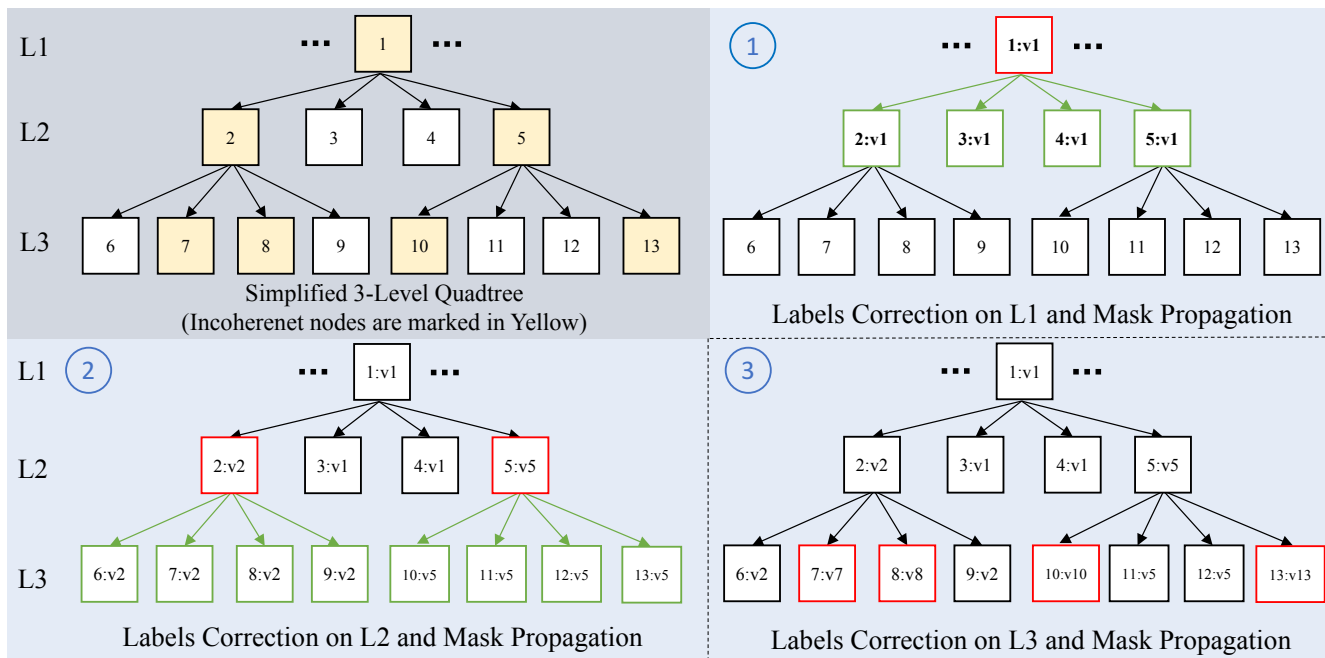 L1
...
1
...
L2
2
3
4
5
L3
6
7
8
9
10
11
12
13
Simplified 3-Level Quadtree
(Incoherenet nodes are marked in Yellow)
1
...
1:v1
...
2:v1
3:v1
4:v1
5:v1
6
7
8
9
10
11
12
13
Labels Correction on L1 and Mask Propagation
L1
2
...
1:v1
...
L2
2:v2
3:v1
4:v1
5:v5
L3
6:v2
7:v2
8:v2
9:v2
10:v5
11:v5
12:v5
13:v5
Labels Correction on L2 and Mask Propagation
3
...
1:v1
...
2:v2
3:v1
4:v1
5:v5
6:v2
7:v7
8:v8
9:v2
10:v10
11:v5
12:v5
13:v13
Labels Correction on L3 and Mask Propagation